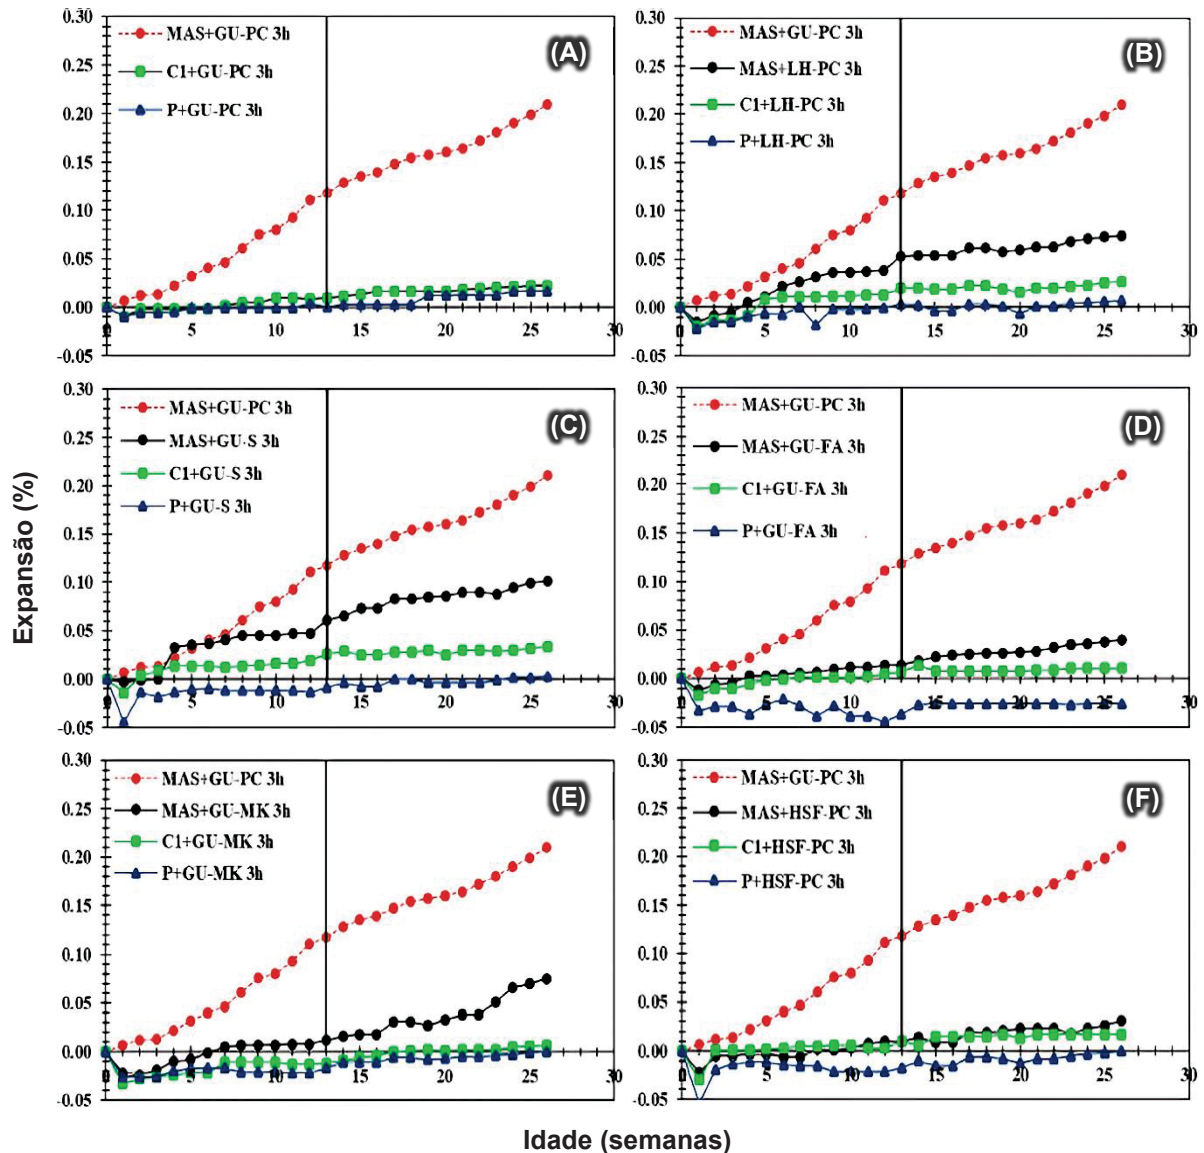 Expansão (%)
0.30
0.25
0.20
0.15
0.10
0.05
0.00
-0.05
0
5
10
15
20
25
30
MAS+GU-PC 3h
C1+GU-PC 3h
P+GU-PC 3h
(A)
0.30
0.25
0.20
0.15
0.10
0.05
0.00
-0.05
0
5
10
15
20
25
30
MAS+GU-PC 3h
MAS+LH-PC 3h
C1+LH-PC 3h
P+LH-PC 3h
(B)
0.30
0.25
0.20
0.15
0.10
0.05
0.00
-0.05
0
5
10
15
20
25
30
MAS+GU-PC 3h
MAS+GU-S 3h
C1+GU-S 3h
P+GU-S 3h
(C)
0.30
0.25
0.20
0.15
0.10
0.05
0.00
-0.05
0
5
10
15
20
25
30
MAS+GU-PC 3h
MAS+GU-FA 3h
C1+GU-FA 3h
P+GU-FA 3h
(D)
0.30
0.25
0.20
0.15
0.10
0.05
0.00
-0.05
0
5
10
15
20
25
30
MAS+GU-PC 3h
MAS+GU-MK 3h
C1+GU-MK 3h
P+GU-MK 3h
(E)
0.30
0.25
0.20
0.15
0.10
0.05
0.00
-0.05
0
5
10
15
20
25
30
MAS+GU-PC 3h
MAS+HSF-PC 3h
C1+HSF-PC 3h
P+HSF-PC 3h
(F)
Idade (semanas)